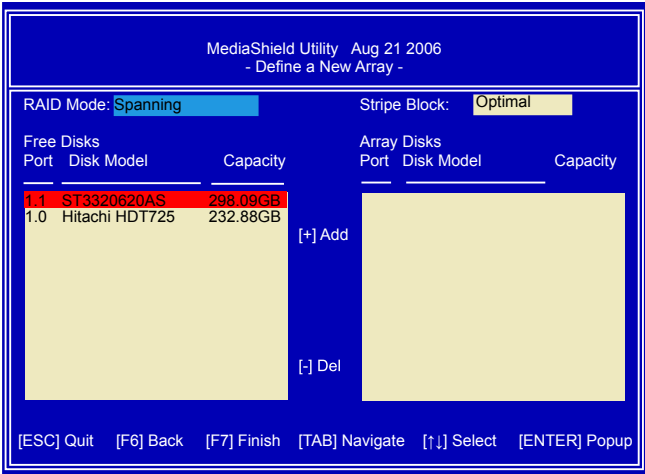 MediaShield Utility Aug 21 2006
- Define a New Array -
RAID Mode: Spanning Stripe Block: Optimal
Free Disks Array Disks
Port Disk Model Capacity Port Disk Model Capacity
1.1 ST3320620AS 298.09GB
1.0 Hitachi HDT725 232.88GB
[+] Add
[-] Del
[ESC] Quit [F6] Back [F7] Finish [TAB] Navigate [↑↓] Select [ENTER] Popup